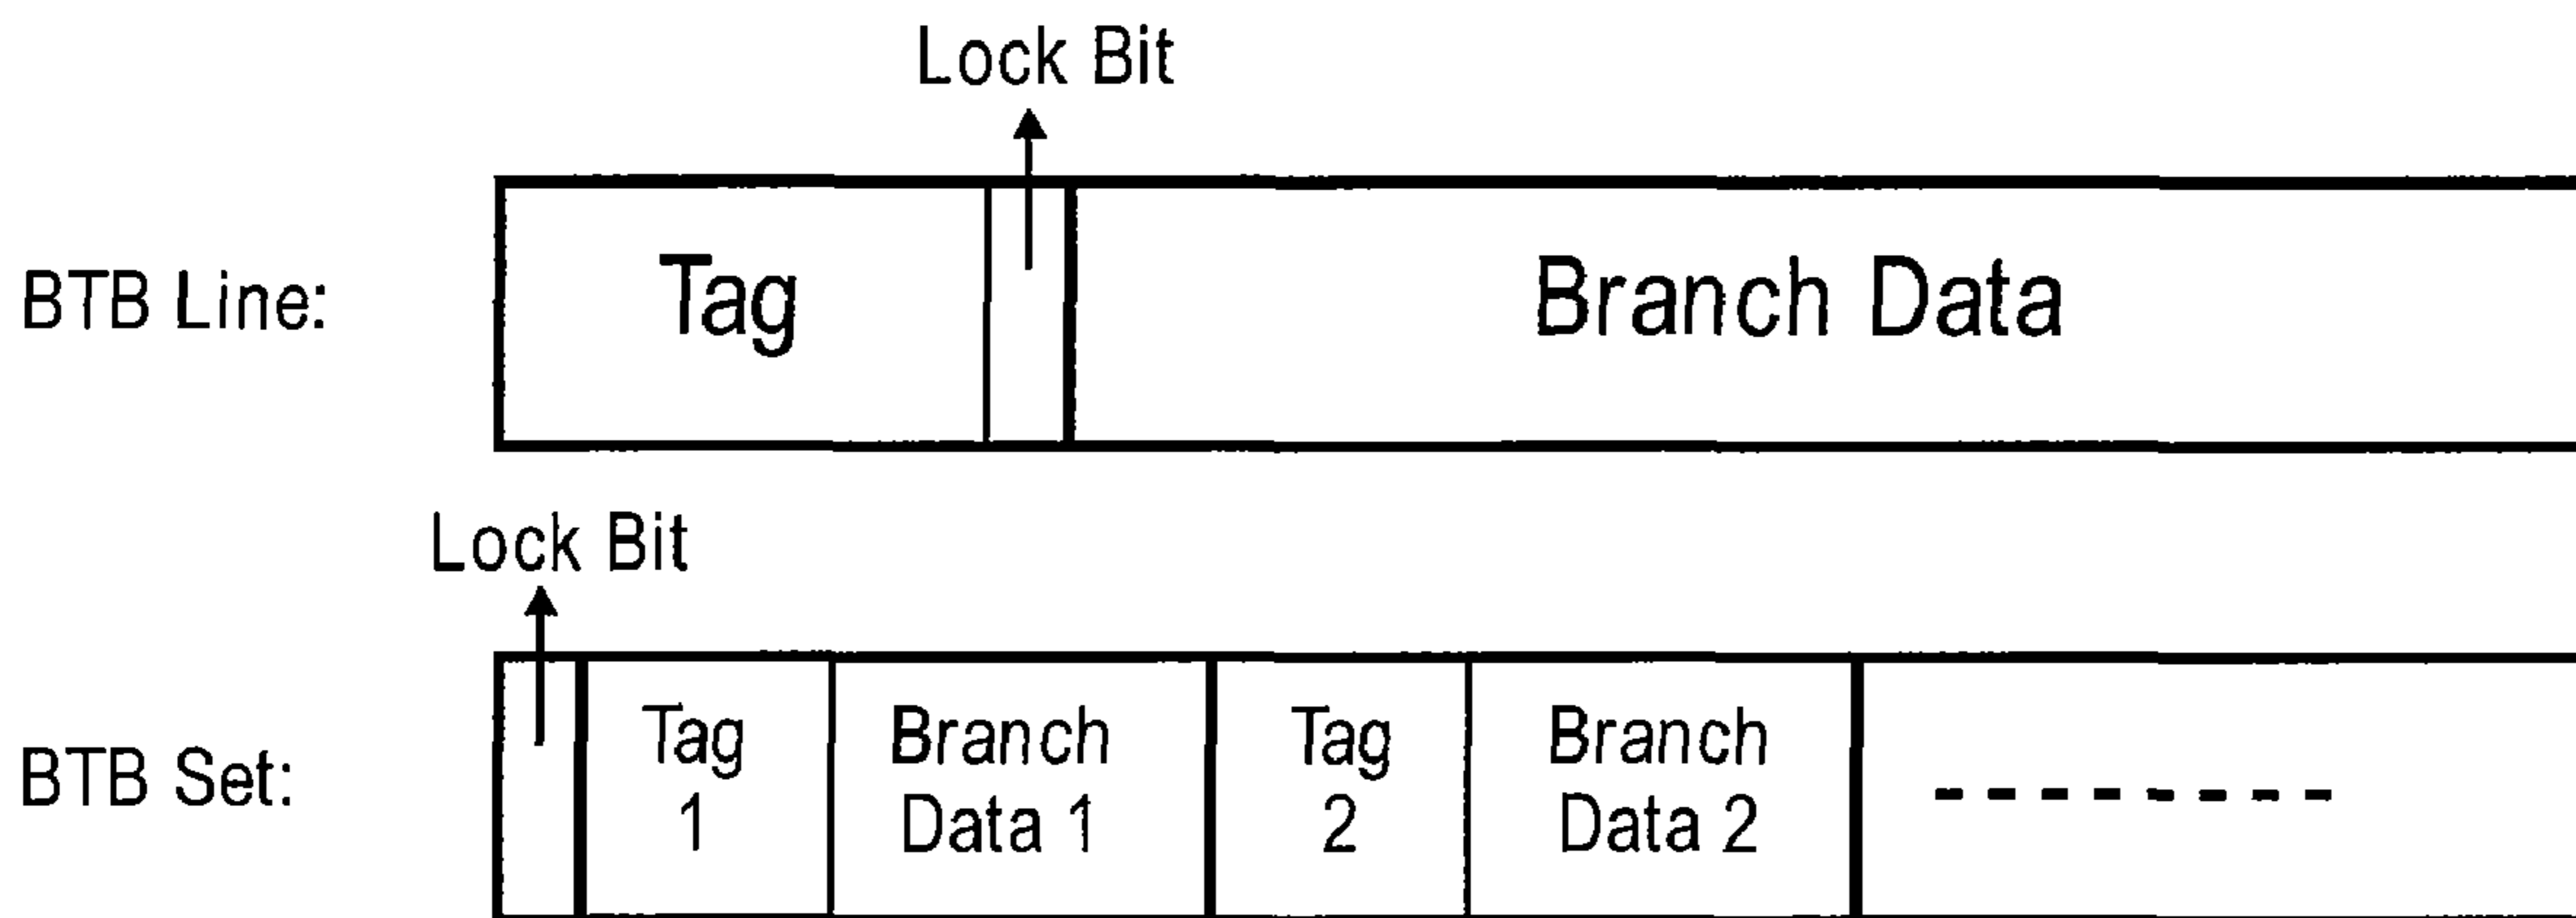 Lock Bit
BTB Line:
Tag
Branch Data
Lock Bit
BTB Set:
Tag
1
Branch
Data 1
Tag
2
Branch
Data 2